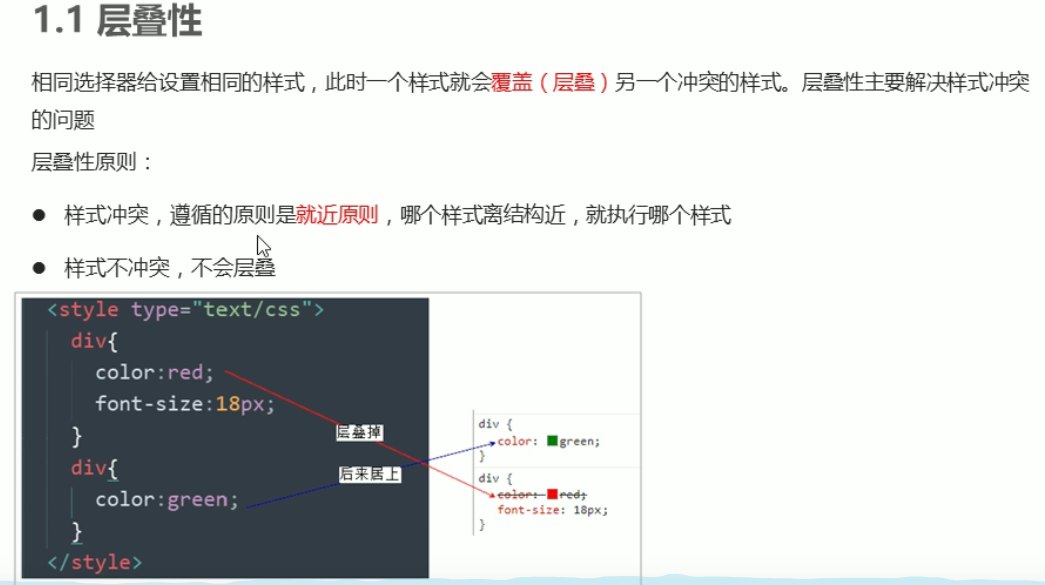 1.1 层叠性
相同选择器给设置相同的样式，此时一个样式就会覆盖（层叠）另一个冲突的样式。层叠性主要解决样式冲突
的问题
层叠性原则：
● 样式冲突，遵循的原则是就近原则，哪个样式离结构近，就执行哪个样式
● 样式不冲突，不会层叠
<style type="text/css">
div{
color:red;
font-size:18px;
}
div{
color:green;
}
</style>
层叠掉
后来居上
div {
color: green;
}
div {
color: red;
font-size: 18px;
}